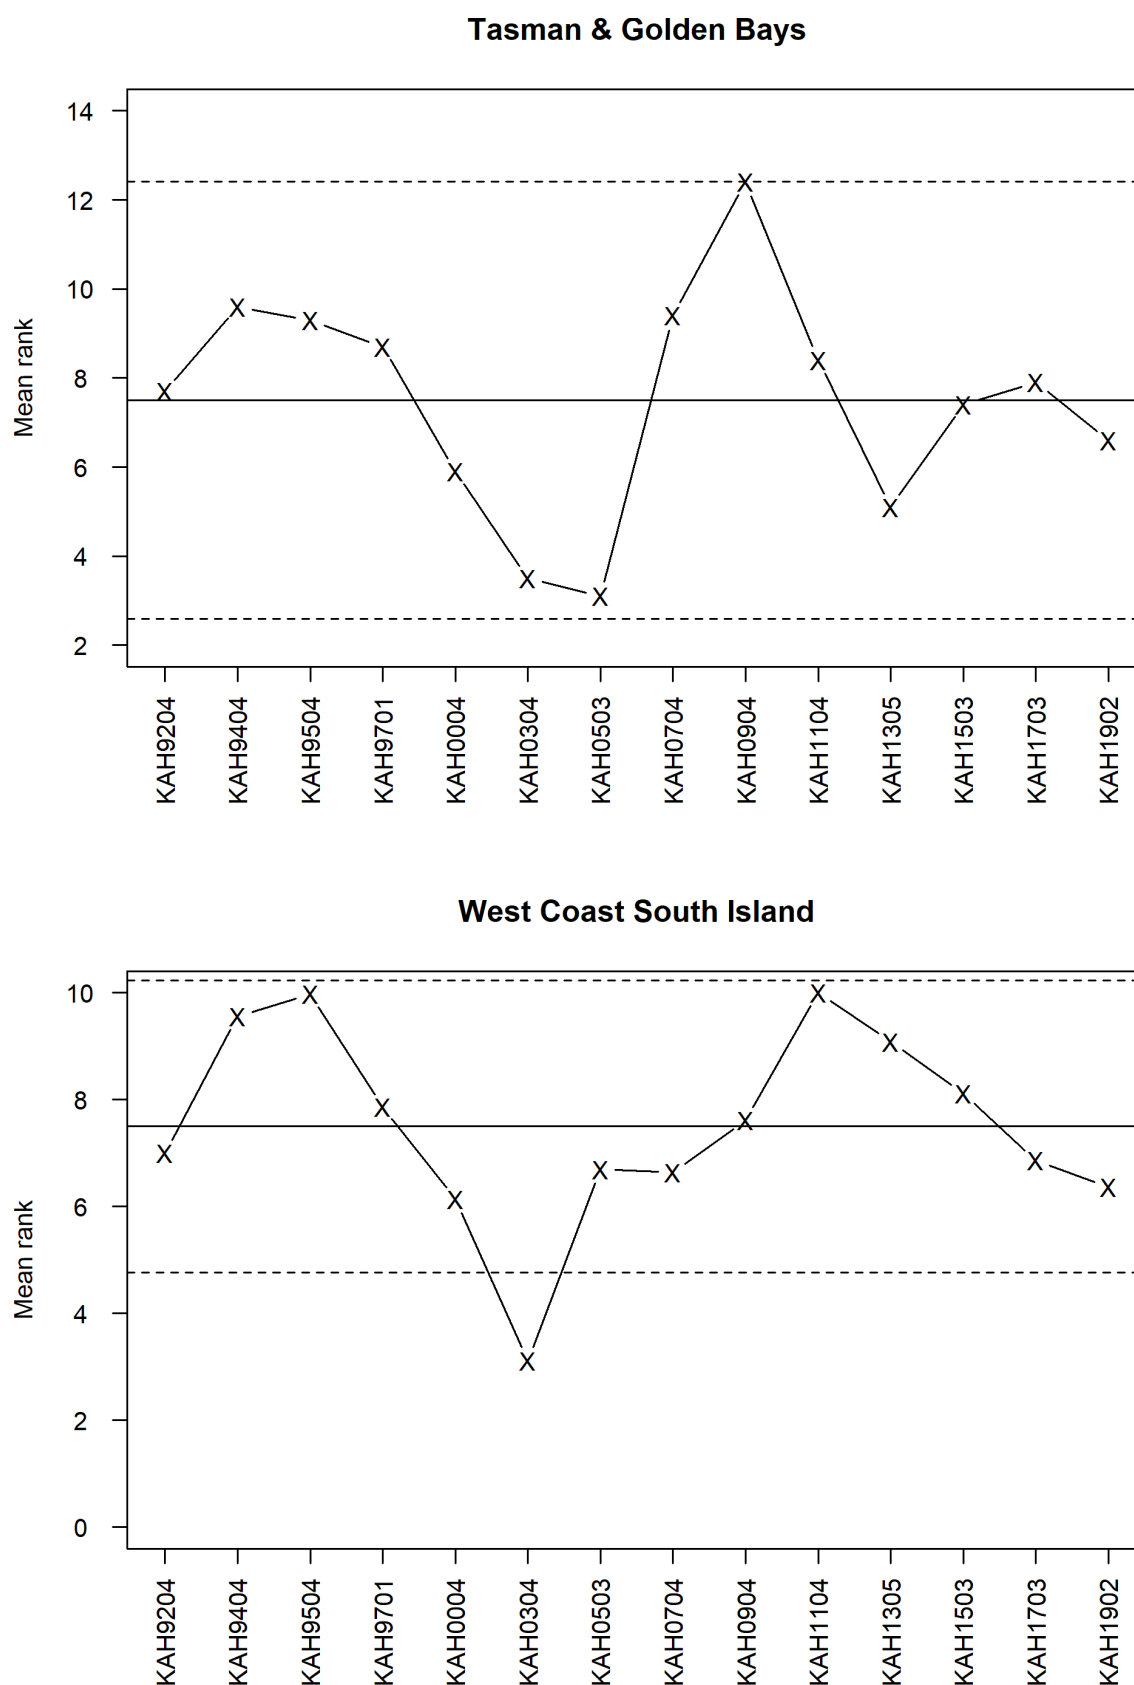 Tasman & Golden Bays
Mean rank
14
12
10
8
6
4
2
X
X
X
X
X
X
X
X
X
X
X
X
X
X
KAH9204
KAH9404
KAH9504
KAH9701
KAH0004
KAH0304
KAH0503
KAH0704
KAH0904
KAH1104
KAH1305
KAH1503
KAH1703
KAH1902
West Coast South Island
Mean rank
10
8
6
4
2
0
X
X
X
X
X
X
X
X
X
X
X
X
X
X
KAH9204
KAH9404
KAH9504
KAH9701
KAH0004
KAH0304
KAH0503
KAH0704
KAH0904
KAH1104
KAH1305
KAH1503
KAH1703
KAH1902